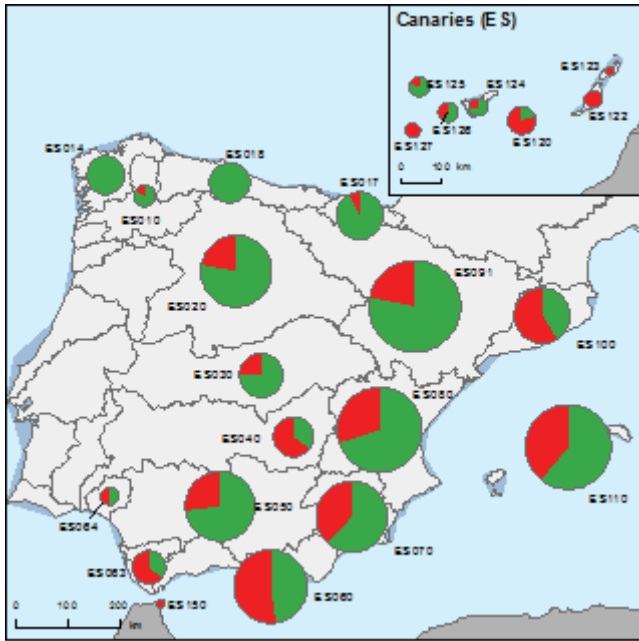 Canaries (ES)
ES123
ES125
ES124
ES122
ES126
ES127
ES120
0 100 km
ES014
ES018
ES017
ES010
ES091
ES020
ES100
ES030
ES080
ES040
ES110
ES050
ES064
ES070
ES063
ES060
ES150
0 100 200
km